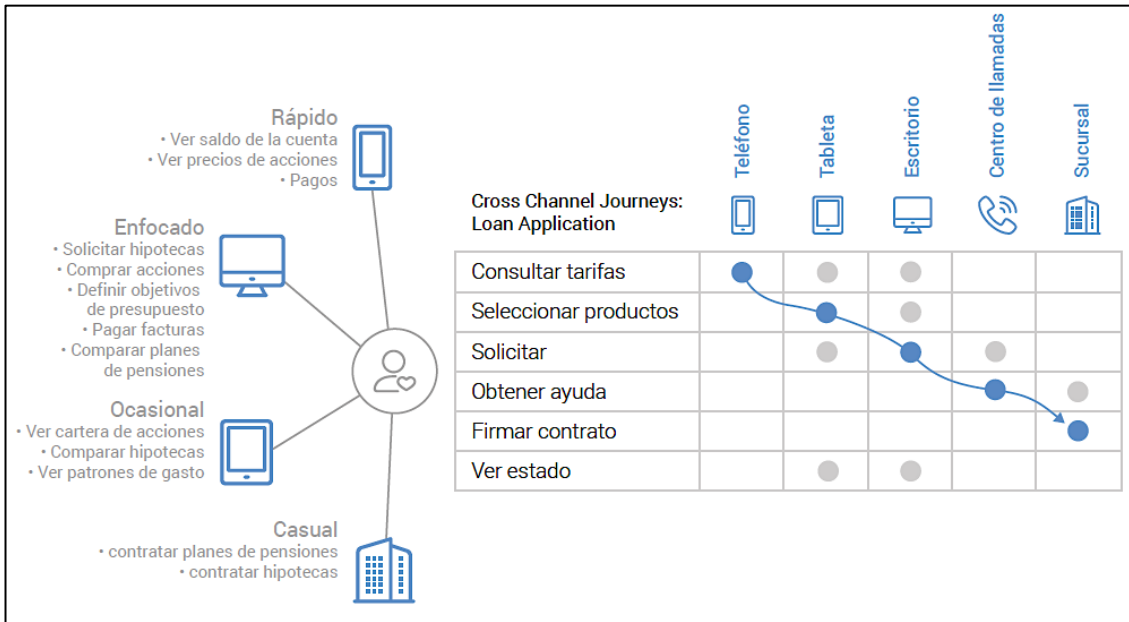 Rápido
• Ver saldo de la cuenta
• Ver precios de acciones
• Pagos
Enfocado
• Solicitar hipotecas
• Comprar acciones
• Definir objetivos
de presupuesto
• Pagar facturas
• Comparar planes
de pensiones
Ocasional
• Ver cartera de acciones
• Comparar hipotecas
• Ver patrones de gasto
Casual
• contratar planes de pensiones
• contratar hipotecas
Cross Channel Journeys:
Loan Application
Teléfono
Tableta
Escritorio
Centro de llamadas
Sucursal
Consultar tarifas
Seleccionar productos
Solicitar
Obtener ayuda
Firmar contrato
Ver estado